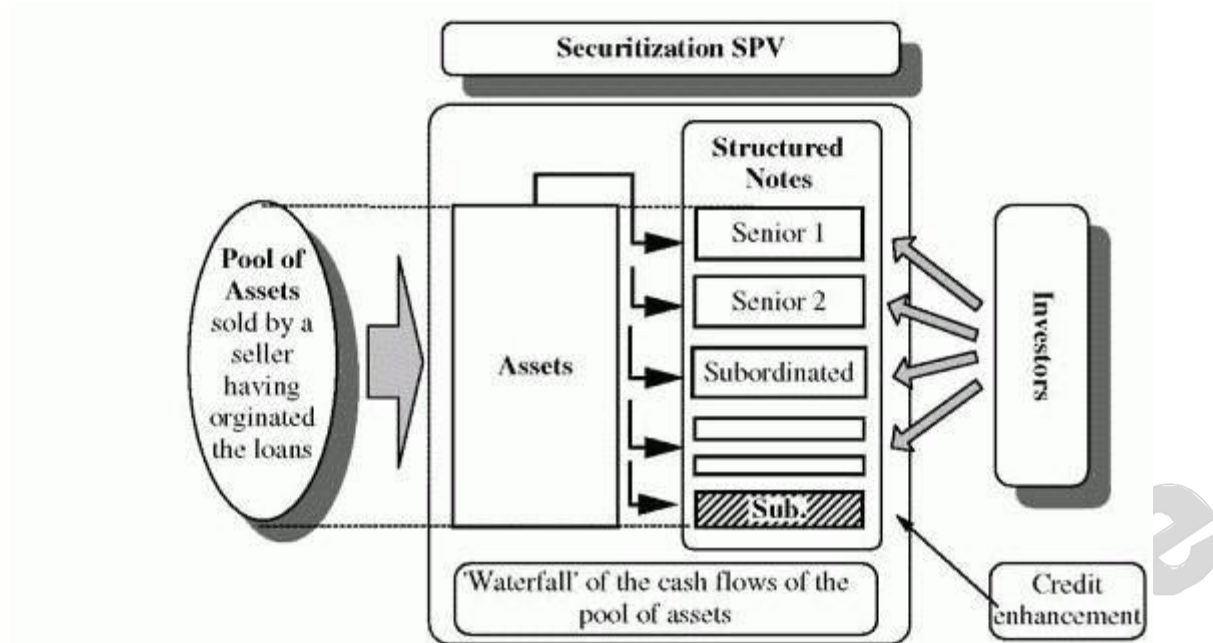 Securitization SPV
Structured
Notes
Pool of
Assets
sold by a
seller
having
orginated
the loans
Assets
Senior 1
Senior 2
Subordinated
Sub.
Investors
'Waterfall' of the cash flows of the
pool of assets
Credit
enhancement
e